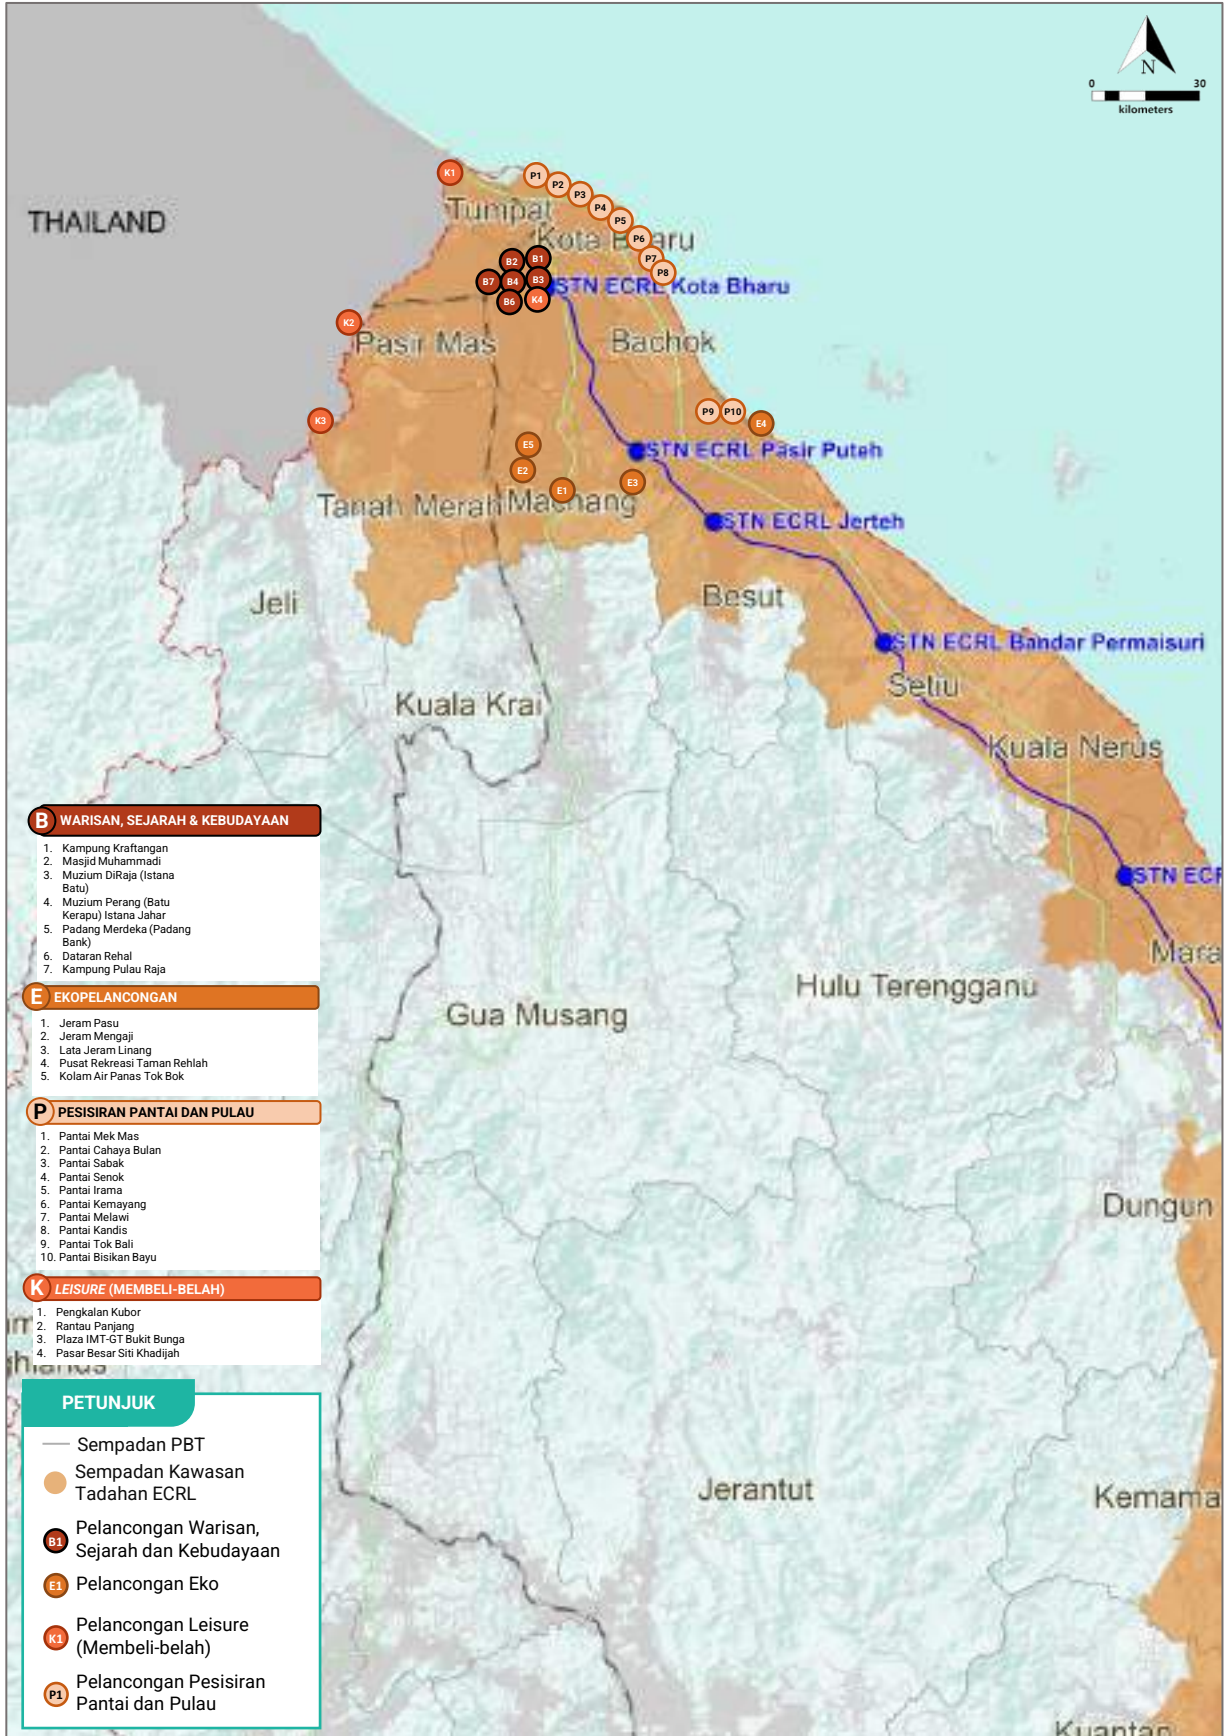 N
0 30
kilometers
THAILAND
K1
P1
P2
P3
P4
P5
P6
P7
P8
Tumpat
Kota Bharu
B2
B1
B7
B4
B3
B6
K4
STN ECRL Kota Bharu
K2
Pasir Mas
Bachok
K3
P9
P10
E4
E5
E2
E1
E3
STN ECRL Pasir Puteh
Tanah Merah
Machang
STN ECRL Jerteh
Jeli
Besut
STN ECRL Bandar Permaisuri
Setiu
Kuala Krai
Kuala Nerus
STN ECR
Mara
Hulu Terengganu
Gua Musang
Dungun
Jerantut
Kemama
Kuantan
B WARISAN, SEJARAH & KEBUDAYAAN
1. Kampung Kraftangan
2. Masjid Muhammadi
3. Muzium DiRaja (Istana
Batu)
4. Muzium Perang (Batu
Kerapu) Istana Jahar
5. Padang Merdeka (Padang
Bank)
6. Dataran Rehal
7. Kampung Pulau Raja
E EKOPELANCONGAN
1. Jeram Pasu
2. Jeram Mengaji
3. Lata Jeram Linang
4. Pusat Rekreasi Taman Rehlah
5. Kolam Air Panas Tok Bok
P PESISIRAN PANTAI DAN PULAU
1. Pantai Mek Mas
2. Pantai Cahaya Bulan
3. Pantai Sabak
4. Pantai Senok
5. Pantai Irama
6. Pantai Kemayang
7. Pantai Melawi
8. Pantai Kandis
9. Pantai Tok Bali
10. Pantai Bisikan Bayu
K LEISURE (MEMBELI-BELAH)
1. Pengkalan Kubor
2. Rantau Panjang
3. Plaza IMT-GT Bukit Bunga
4. Pasar Besar Siti Khadijah
PETUNJUK
Sempadan PBT
Sempadan Kawasan
Tadahan ECRL
B1 Pelancongan Warisan,
Sejarah dan Kebudayaan
E1 Pelancongan Eko
K1 Pelancongan Leisure
(Membeli-belah)
P1 Pelancongan Pesisiran
Pantai dan Pulau